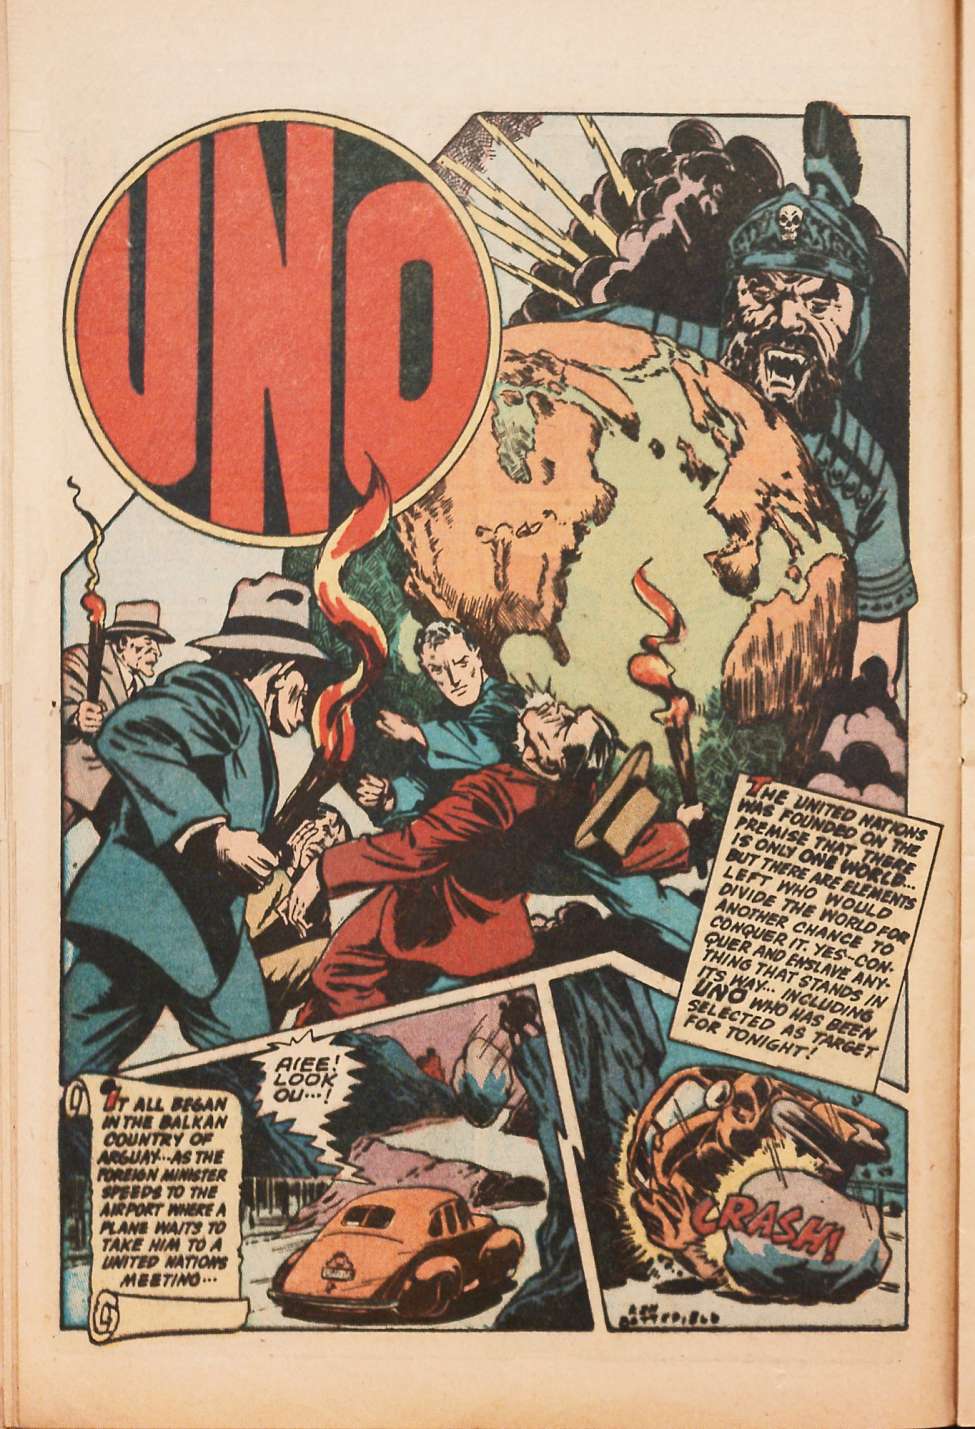 UNO
THE UNITED NATIONS
WAS FOUNDED ON THE
PREMISE THAT THERE
IS ONLY ONE WORLD...
BUT THERE ARE ELEMENTS
LEFT WHO WOULD
DIVIDE THE WORLD FOR
ANOTHER CHANCE TO
CONQUER IT. YES--CON-
QUER AND ENSLAVE ANY-
THING THAT STANDS IN
ITS WAY... INCLUDING
UNO WHO HAS BEEN
SELECTED AS TARGET
FOR TONIGHT!
IT ALL BEGAN
IN THE BALKAN
COUNTRY OF
ARGUAY...AS THE
FOREIGN MINISTER
SPEEDS TO THE
AIRPORT WHERE A
PLANE WAITS TO
TAKE HIM TO A
UNITED NATIONS
MEETING...
AIEE!
LOOK
OU...!
CRASH!
KEN
BATTEFIELD